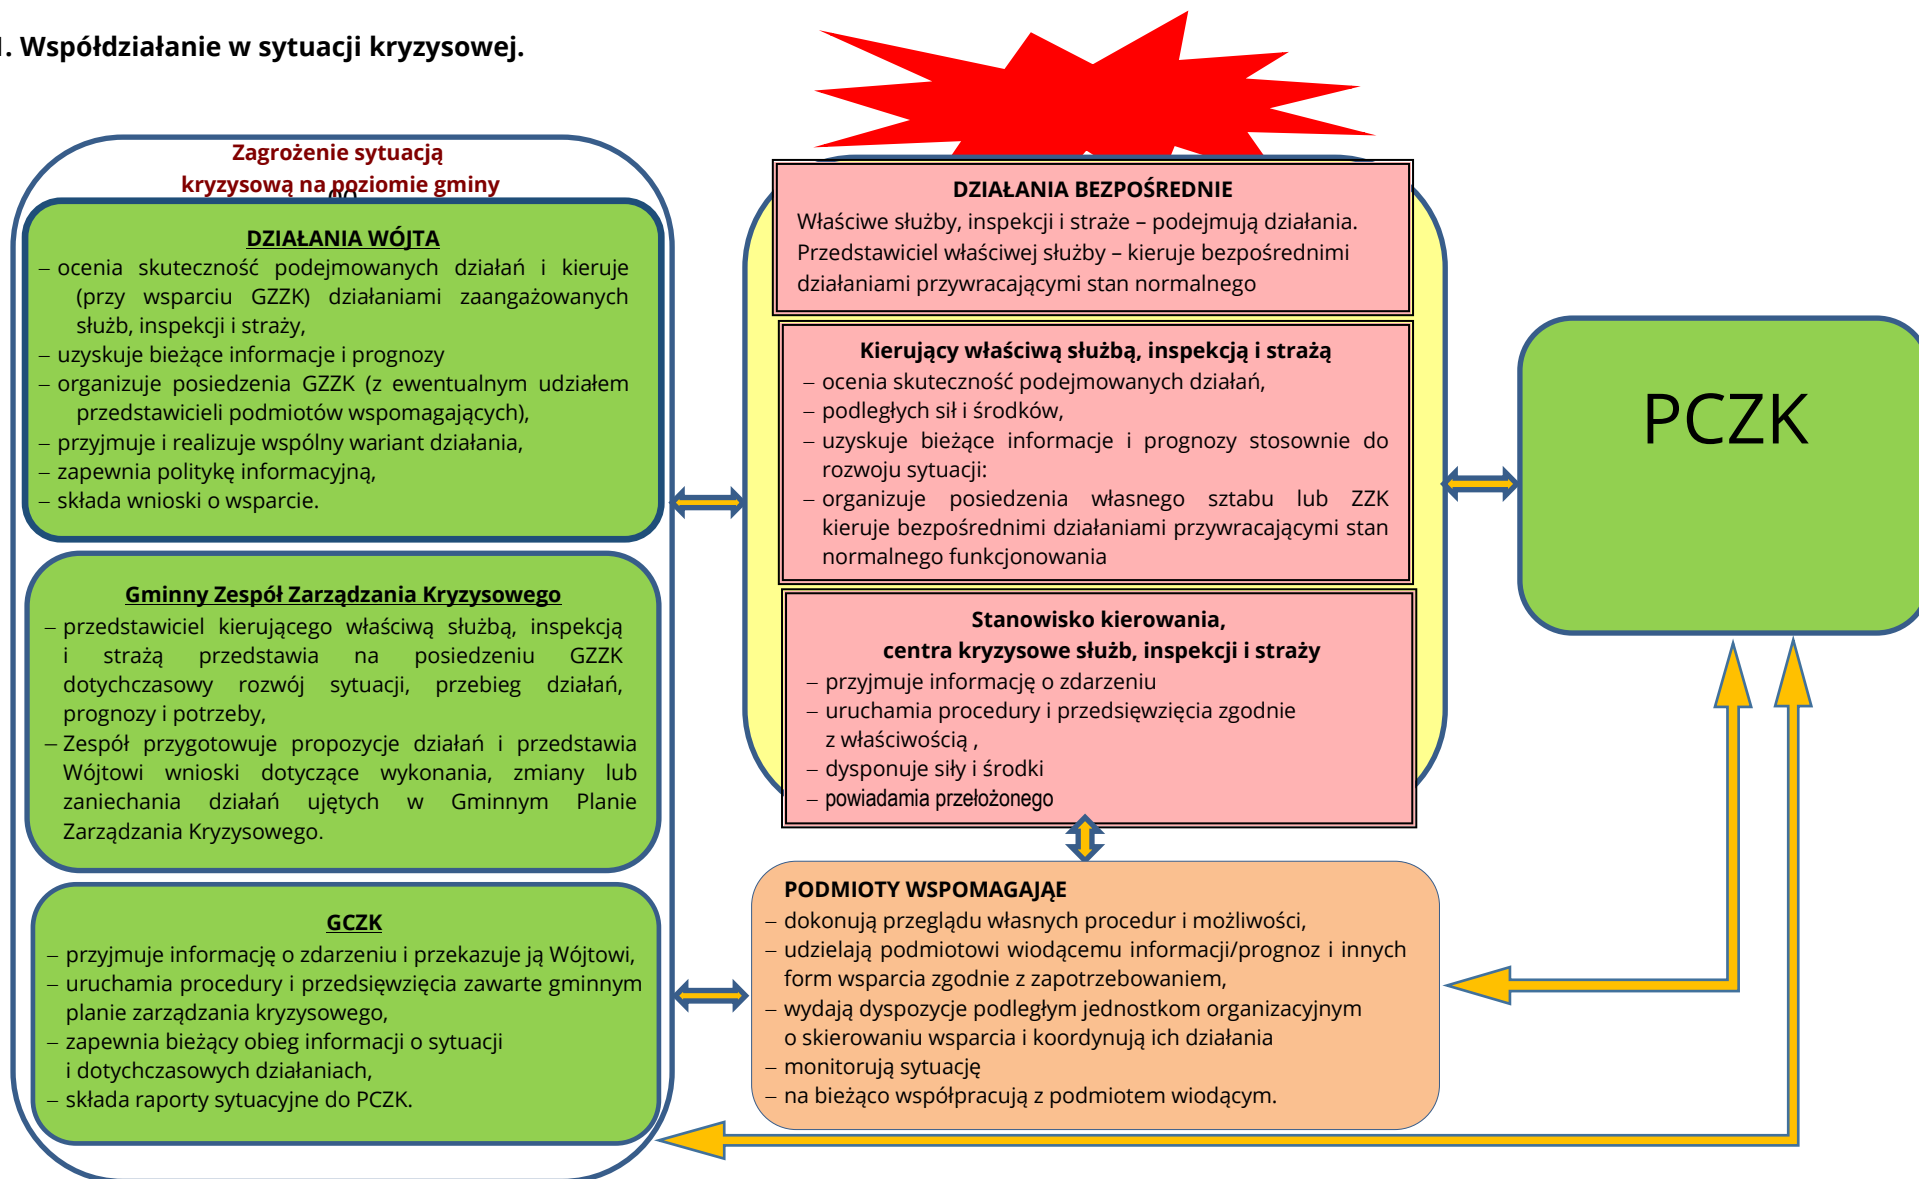 1. Współdziałanie w sytuacji kryzysowej.
Zagrożenie sytuacją
kryzysową na poziomie gminy
DZIAŁANIA WÓJTA
– ocenia skuteczność podejmowanych działań i kieruje
(przy wsparciu GZZK) działaniami zaangażowanych
służb, inspekcji i straży,
– uzyskuje bieżące informacje i prognozy
– organizuje posiedzenia GZZK (z ewentualnym udziałem
przedstawicieli podmiotów wspomagających),
– przyjmuje i realizuje wspólny wariant działania,
– zapewnia politykę informacyjną,
– składa wnioski o wsparcie.
Gminny Zespół Zarządzania Kryzysowego
– przedstawiciel kierującego właściwą służbą, inspekcją
i strażą przedstawia na posiedzeniu GZZK
dotychczasowy rozwój sytuacji, przebieg działań,
prognozy i potrzeby,
– Zespół przygotowuje propozycje działań i przedstawia
Wójtowi wnioski dotyczące wykonania, zmiany lub
zaniechania działań ujętych w Gminnym Planie
Zarządzania Kryzysowego.
GCZK
– przyjmuje informację o zdarzeniu i przekazuje ją Wójtowi,
– uruchamia procedury i przedsięwzięcia zawarte gminnym
planie zarządzania kryzysowego,
– zapewnia bieżący obieg informacji o sytuacji
i dotychczasowych działaniach,
– składa raporty sytuacyjne do PCZK.
DZIAŁANIA BEZPOŚREDNIE
Właściwe służby, inspekcji i straże – podejmują działania.
Przedstawiciel właściwej służby – kieruje bezpośrednimi
działaniami przywracającymi stan normalnego
Kierujący właściwą służbą, inspekcją i strażą
– ocenia skuteczność podejmowanych działań,
– podległych sił i środków,
– uzyskuje bieżące informacje i prognozy stosownie do
rozwoju sytuacji:
– organizuje posiedzenia własnego sztabu lub ZZK
kieruje bezpośrednimi działaniami przywracającymi stan
normalnego funkcjonowania
Stanowisko kierowania,
centra kryzysowe służb, inspekcji i straży
– przyjmuje informację o zdarzeniu
– uruchamia procedury i przedsięwzięcia zgodnie
z właściwością ,
– dysponuje siły i środki
– powiadamia przełożonego
PODMIOTY WSPOMAGAJĄE
– dokonują przeglądu własnych procedur i możliwości,
– udzielają podmiotowi wiodącemu informacji/prognoz i innych
form wsparcia zgodnie z zapotrzebowaniem,
– wydają dyspozycje podległym jednostkom organizacyjnym
o skierowaniu wsparcia i koordynują ich działania
– monitorują sytuację
– na bieżąco współpracują z podmiotem wiodącym.
PCZK